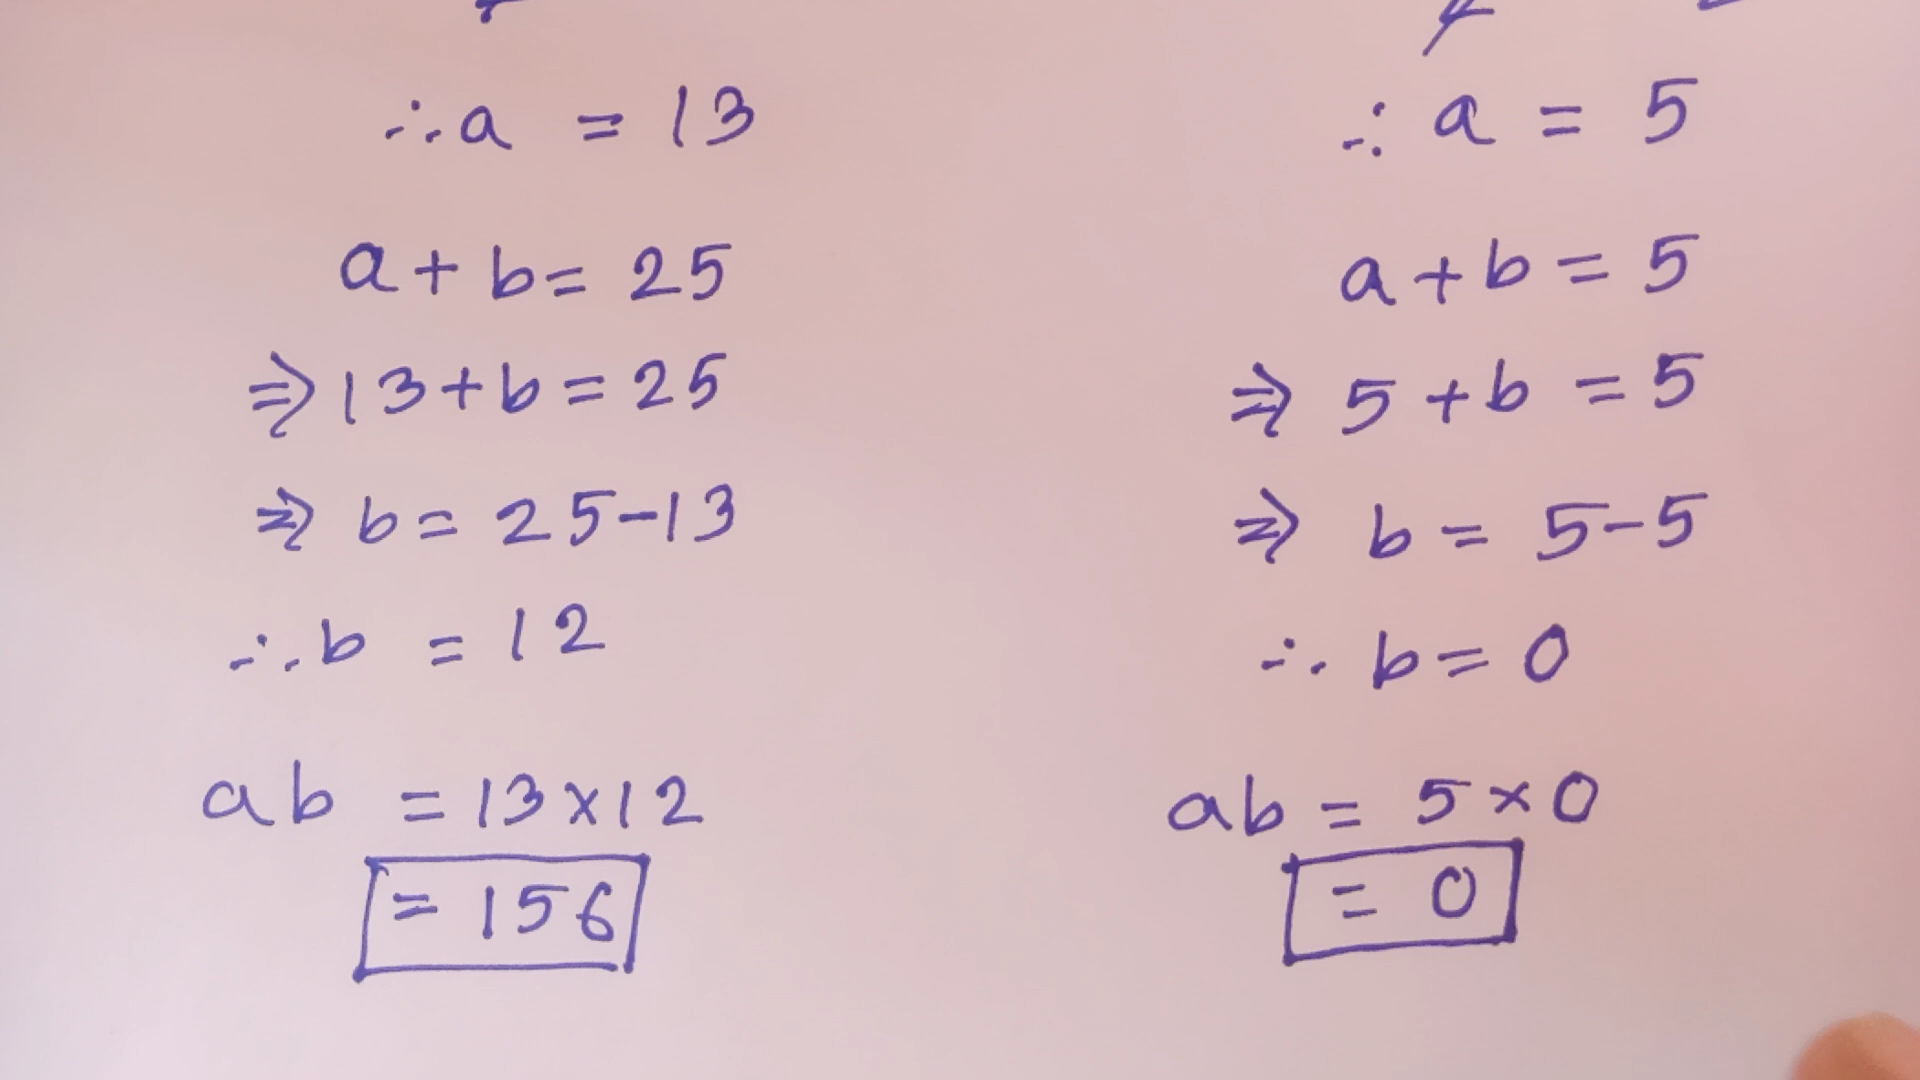 ∴ a = 13
a + b = 25
⇒ 13 + b = 25
⇒ b = 25 - 13
∴ b = 12
ab = 13 × 12
= 156
∴ a = 5
a + b = 5
⇒ 5 + b = 5
⇒ b = 5 - 5
∴ b = 0
ab = 5 × 0
= 0